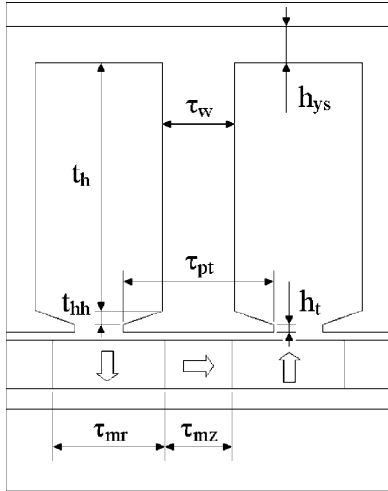 h_ys
τ_w
t_h
τ_pt
t_hh
h_t
τ_mr
τ_mz